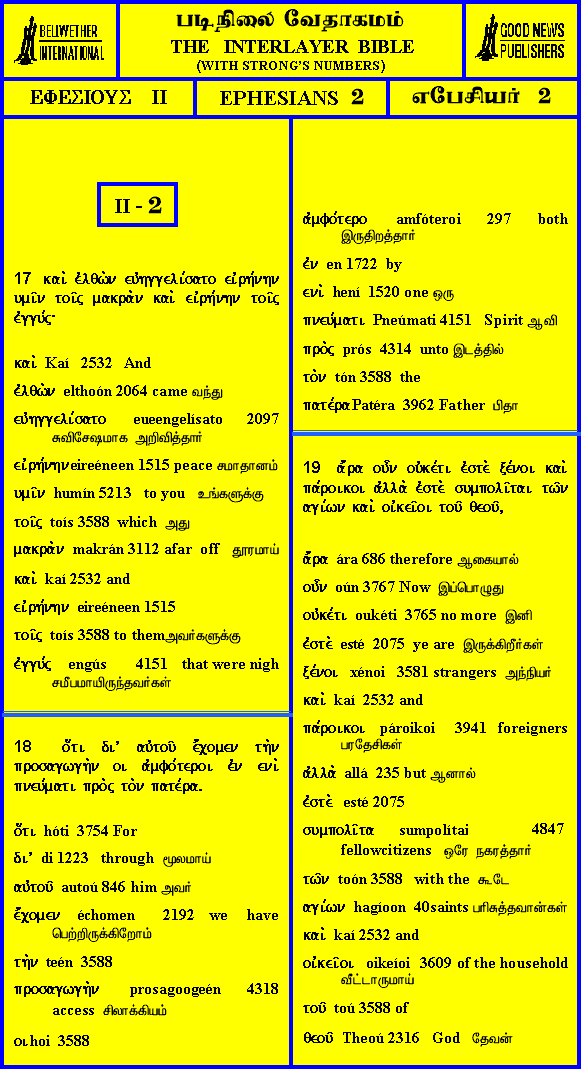 BELLWETHER
INTERNATIONAL
படிநிலை வேதாகமம்
THE INTERLAYER BIBLE
(WITH STRONG'S NUMBERS)
GOOD NEWS
PUBLISHERS
ΕΦΕΣΙΟΥΣ II
EPHESIANS 2
எபேசியர் 2
II - 2
17 καὶ ἐλθὼν εὐηγγελίσατο εἰρήνην
υμῖν τοῖς μακρὰν καὶ εἰρήνην τοῖς
ἐγγύς·
καὶ Kaí 2532 And
ἐλθὼν elthoón 2064 came வந்து
εὐηγγελίσατο eueengelísato 2097
சுவிசேஷமாக அறிவித்தார்
εἰρήνην eireéneen 1515 peace சமாதானம்
υμῖν humín 5213 to you உங்களுக்கு
τοῖς toís 3588 which அது
μακρὰν makrán 3112 afar off தூரமாய்
καὶ kaí 2532 and
εἰρήνην eireéneen 1515
τοῖς toís 3588 to them அவர்களுக்கு
ἐγγύς engús 4151 that were nigh
சமீபமாயிருந்தவர்கள்
18 ὅτι δι’ αὐτοῦ ἔχομεν τὴν
προσαγωγὴν οι ἀμφότεροι ἐν ενὶ
πνεύματι πρὸς τὸν πατέρα.
ὅτι hóti 3754 For
δι’ di 1223 through மூலமாய்
αὐτοῦ autoú 846 him அவர்
ἔχομεν échomen 2192 we have
பெற்றிருக்கிறோம்
τὴν teén 3588
προσαγωγὴν prosagoogeén 4318
access சிலாக்கியம்
οι hoi 3588
ἀμφότερο amfóteroi 297 both
இருதிறத்தார்
ἐν en 1722 by
ενὶ hení 1520 one ஒரு
πνεύματι Pneúmati 4151 Spirit ஆவி
πρὸς prós 4314 unto இடத்தில்
τὸν tón 3588 the
πατέρα Patéra 3962 Father பிதா
19 ἄρα οὖν οὐκέτι ἐστὲ ξένοι καὶ
πάροικοι ἀλλὰ ἐστὲ συμπολῖται τῶν
αγίων καὶ οἰκεῖοι τοῦ θεοῦ,
ἄρα ára 686 therefore ஆகையால்
οὖν oún 3767 Now இப்பொழுது
οὐκέτι oukéti 3765 no more இனி
ἐστὲ esté 2075 ye are இருக்கிறீர்கள்
ξένοι xénoi 3581 strangers அந்நியர்
καὶ kaí 2532 and
πάροικοι pároikoi 3941 foreigners
பரதேசிகள்
ἀλλὰ allá 235 but ஆனால்
ἐστὲ esté 2075
συμπολῖτα sumpolítai 4847
fellowcitizens ஒரே நகரத்தார்
τῶν toón 3588 with the கூடே
αγίων hagíoon 40 saints பரிசுத்தவான்கள்
καὶ kaí 2532 and
οἰκεῖοι oikeíoi 3609 of the household
வீட்டாருமாய்
τοῦ toú 3588 of
θεοῦ Theoú 2316 God தேவன்